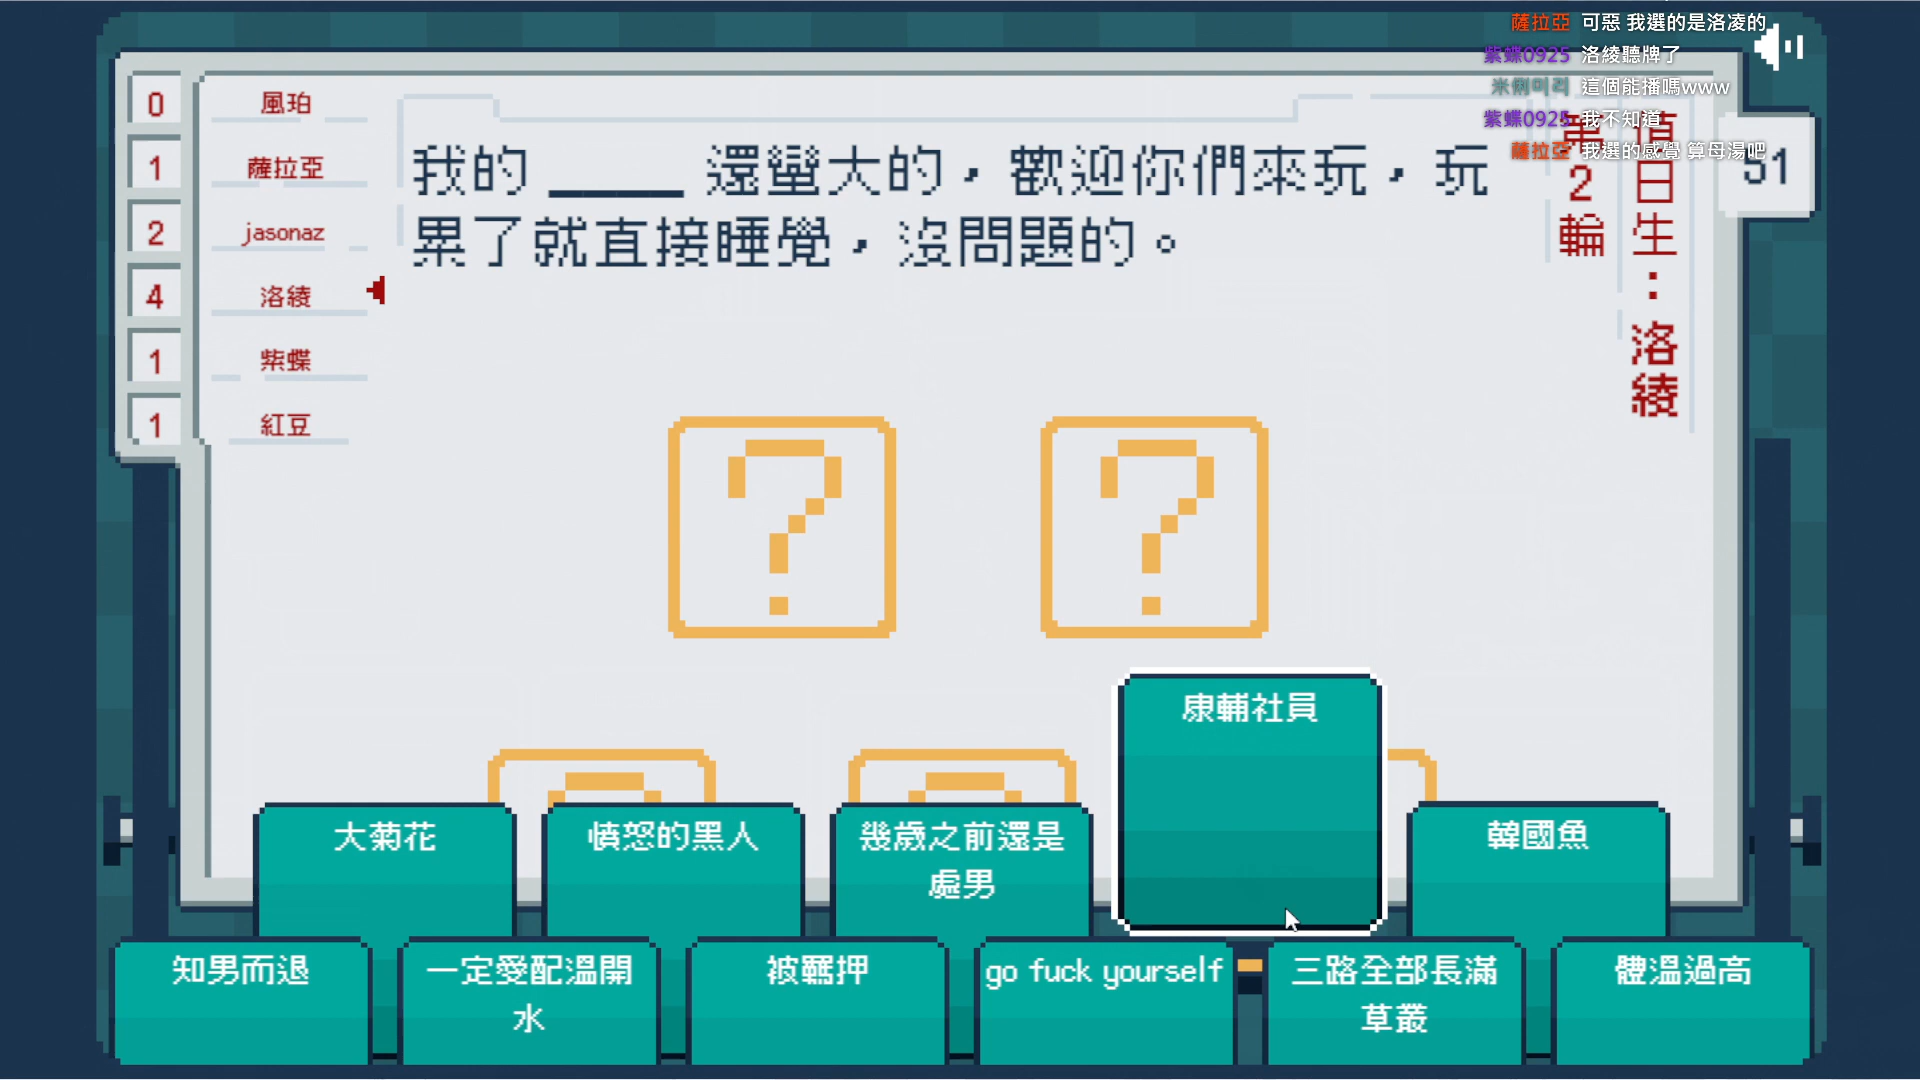 薩拉亞 可惡 我選的是洛凌的
紫蝶0925 洛綾聽牌了
米俐미리 這個能播嗎www
紫蝶0925 我不知道
薩拉亞 我選的感覺 算母湯吧
0 風珀
1 薩拉亞
2 jasonaz
4 洛綾
1 紫蝶
1 紅豆
我的 ____ 還蠻大的，歡迎你們來玩，玩
累了就直接睡覺，沒問題的。
值日生：洛綾
第2輪
51
康輔社員
大菊花
憤怒的黑人
幾歲之前還是
處男
韓國魚
知男而退
一定愛配溫開
水
被羈押
go fuck yourself
三路全部長滿
草叢
體溫過高